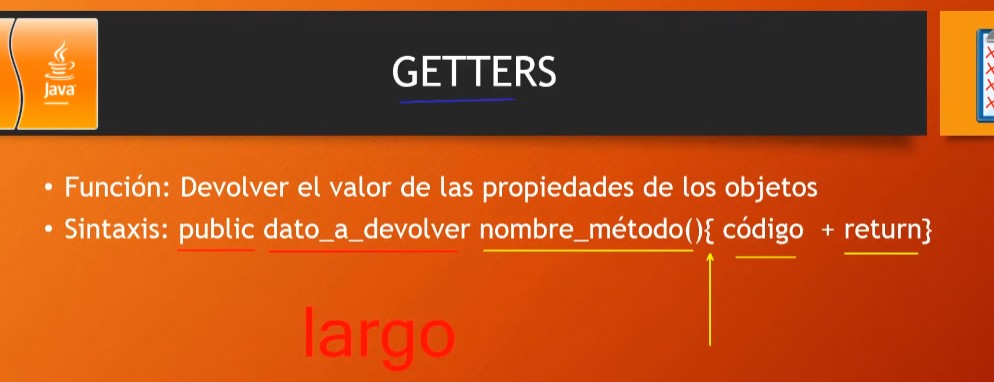 Java
GETTERS
• Función: Devolver el valor de las propiedades de los objetos
• Sintaxis: public dato_a_devolver nombre_método(){ código + return}
largo